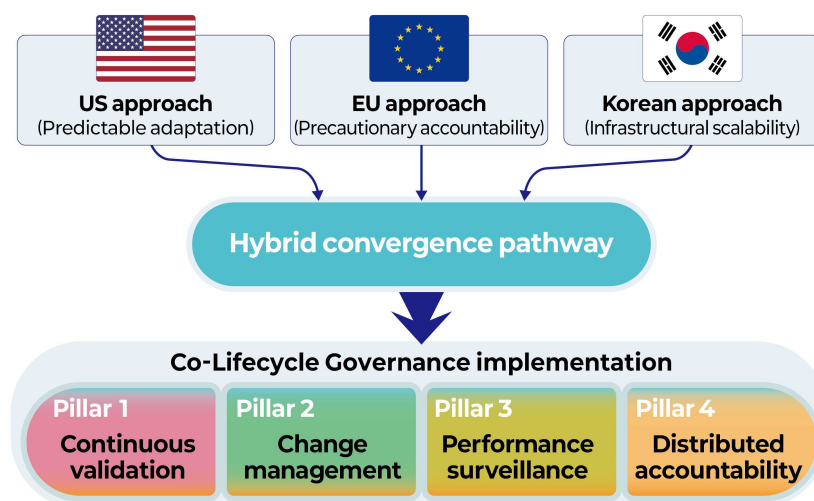 US approach
(Predictable adaptation)
EU approach
(Precautionary accountability)
Korean approach
(Infrastructural scalability)
Hybrid convergence pathway
Co-Lifecycle Governance implementation
Pillar 1
Continuous
validation
Pillar 2
Change
management
Pillar 3
Performance
surveillance
Pillar 4
Distributed
accountability